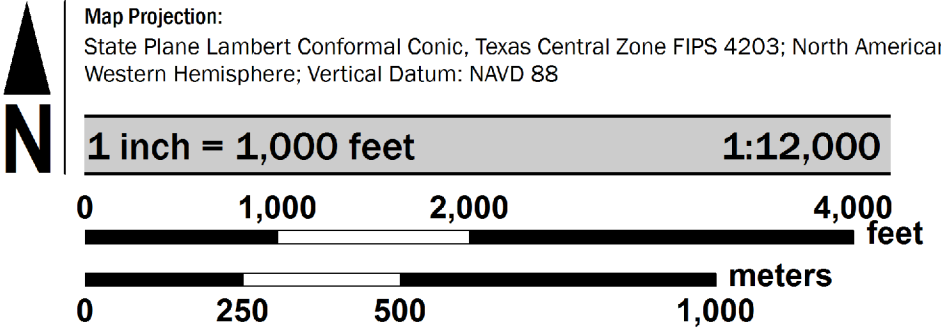 Map Projection:
State Plane Lambert Conformal Conic, Texas Central Zone FIPS 4203; North American
Western Hemisphere; Vertical Datum: NAVD 88
N
1 inch = 1,000 feet 1:12,000
0 1,000 2,000 4,000
feet
meters
0 250 500 1,000